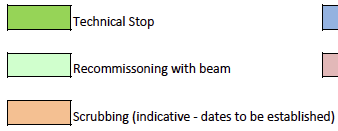 Technical Stop
Recommissoning with beam
Scrubbing (indicative - dates to be established)